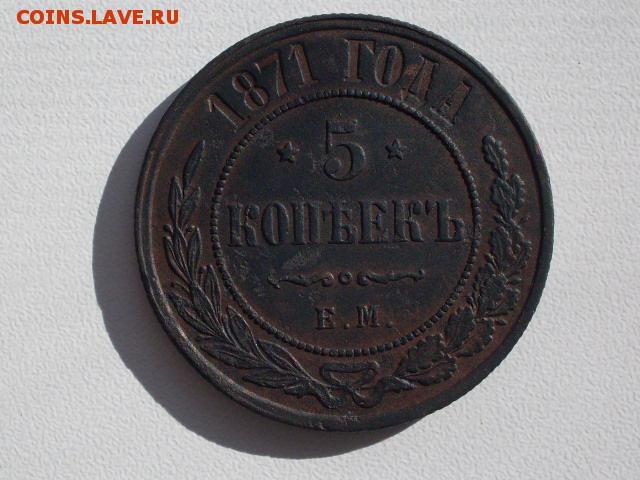 COINS.LAVE.RU
1871 ГОДА
5
КОПѢЕКЪ
Е.М.